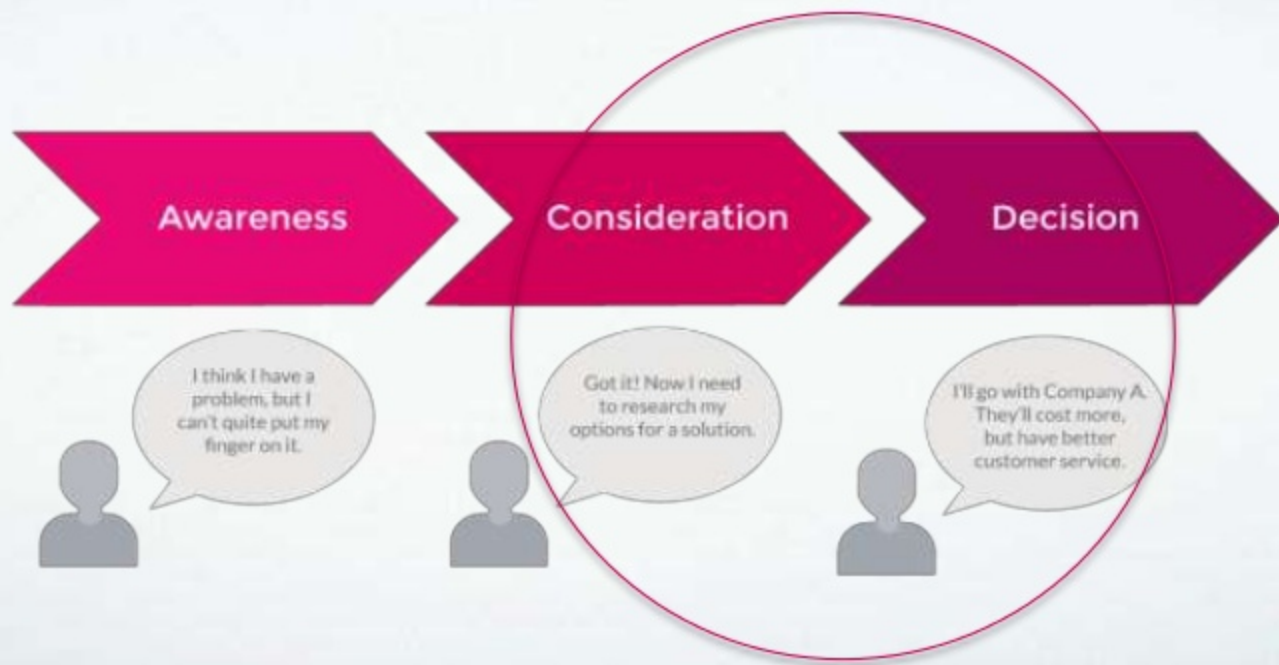 Awareness
Consideration
Decision
I think I have a
problem, but I
can't quite put my
finger on it.
Got it! Now I need
to research my
options for a solution.
I'll go with Company A.
They'll cost more,
but have better
customer service.